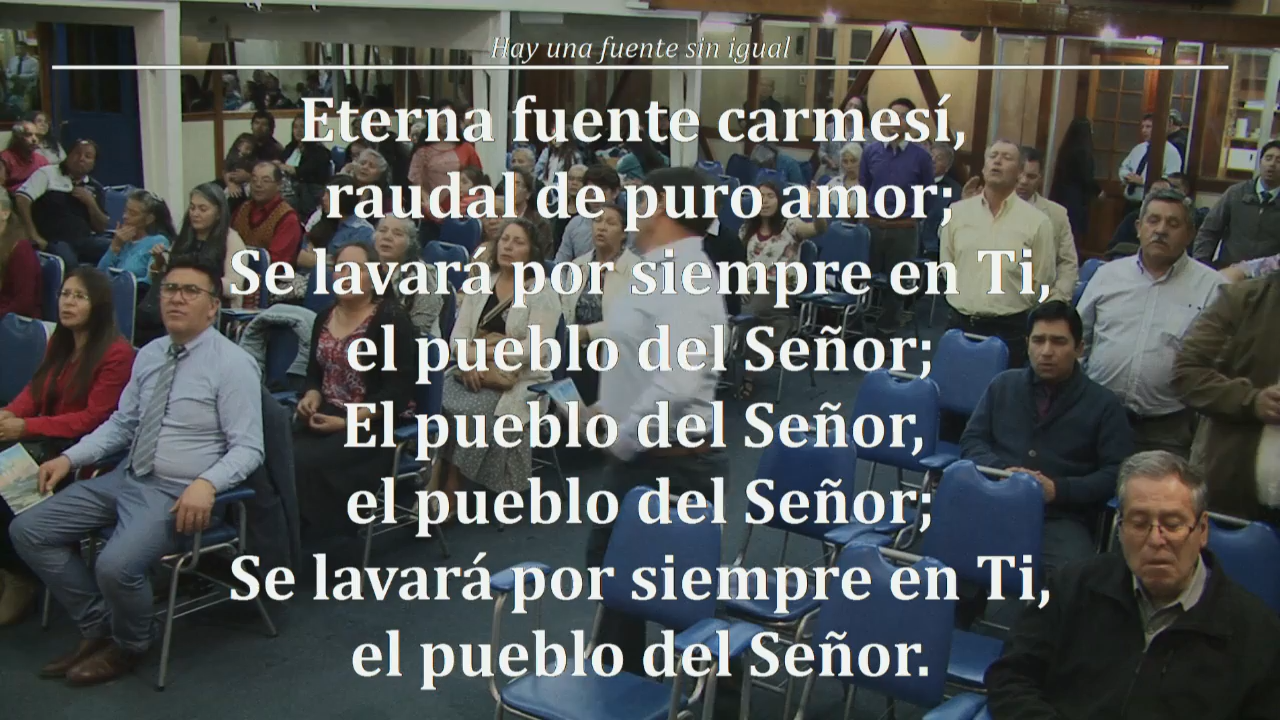 Hay una fuente sin igual
Eterna fuente carmesí,
raudal de puro amor;
Se lavará por siempre en Ti,
el pueblo del Señor;
El pueblo del Señor,
el pueblo del Señor;
Se lavará por siempre en Ti,
el pueblo del Señor.